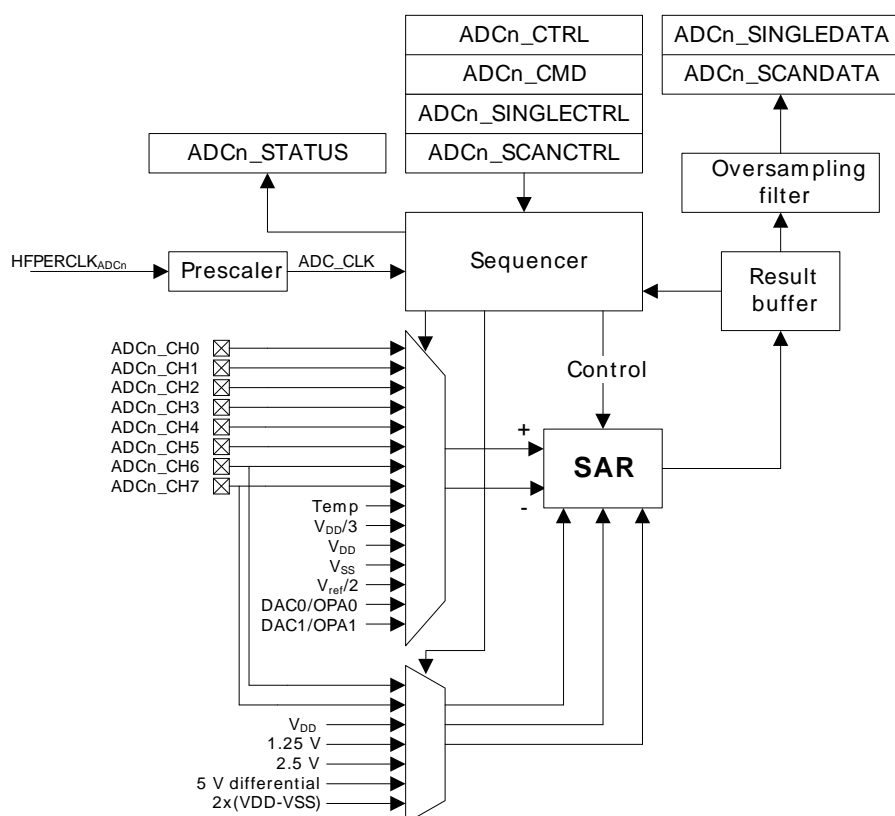 ADCn_CTRL
ADCn_CMD
ADCn_SINGLECTRL
ADCn_SCANCTRL
ADCn_SINGLEDATA
ADCn_SCANDATA
ADCn_STATUS
Oversampling
filter
HFPERCLKADCn
Prescaler
ADC_CLK
Sequencer
Result
buffer
ADCn_CH0
ADCn_CH1
ADCn_CH2
ADCn_CH3
ADCn_CH4
ADCn_CH5
ADCn_CH6
ADCn_CH7
Temp
VDD/3
VDD
VSS
Vref/2
DAC0/OPA0
DAC1/OPA1
Control
+
SAR
-
VDD
1.25 V
2.5 V
5 V differential
2x(VDD-VSS)